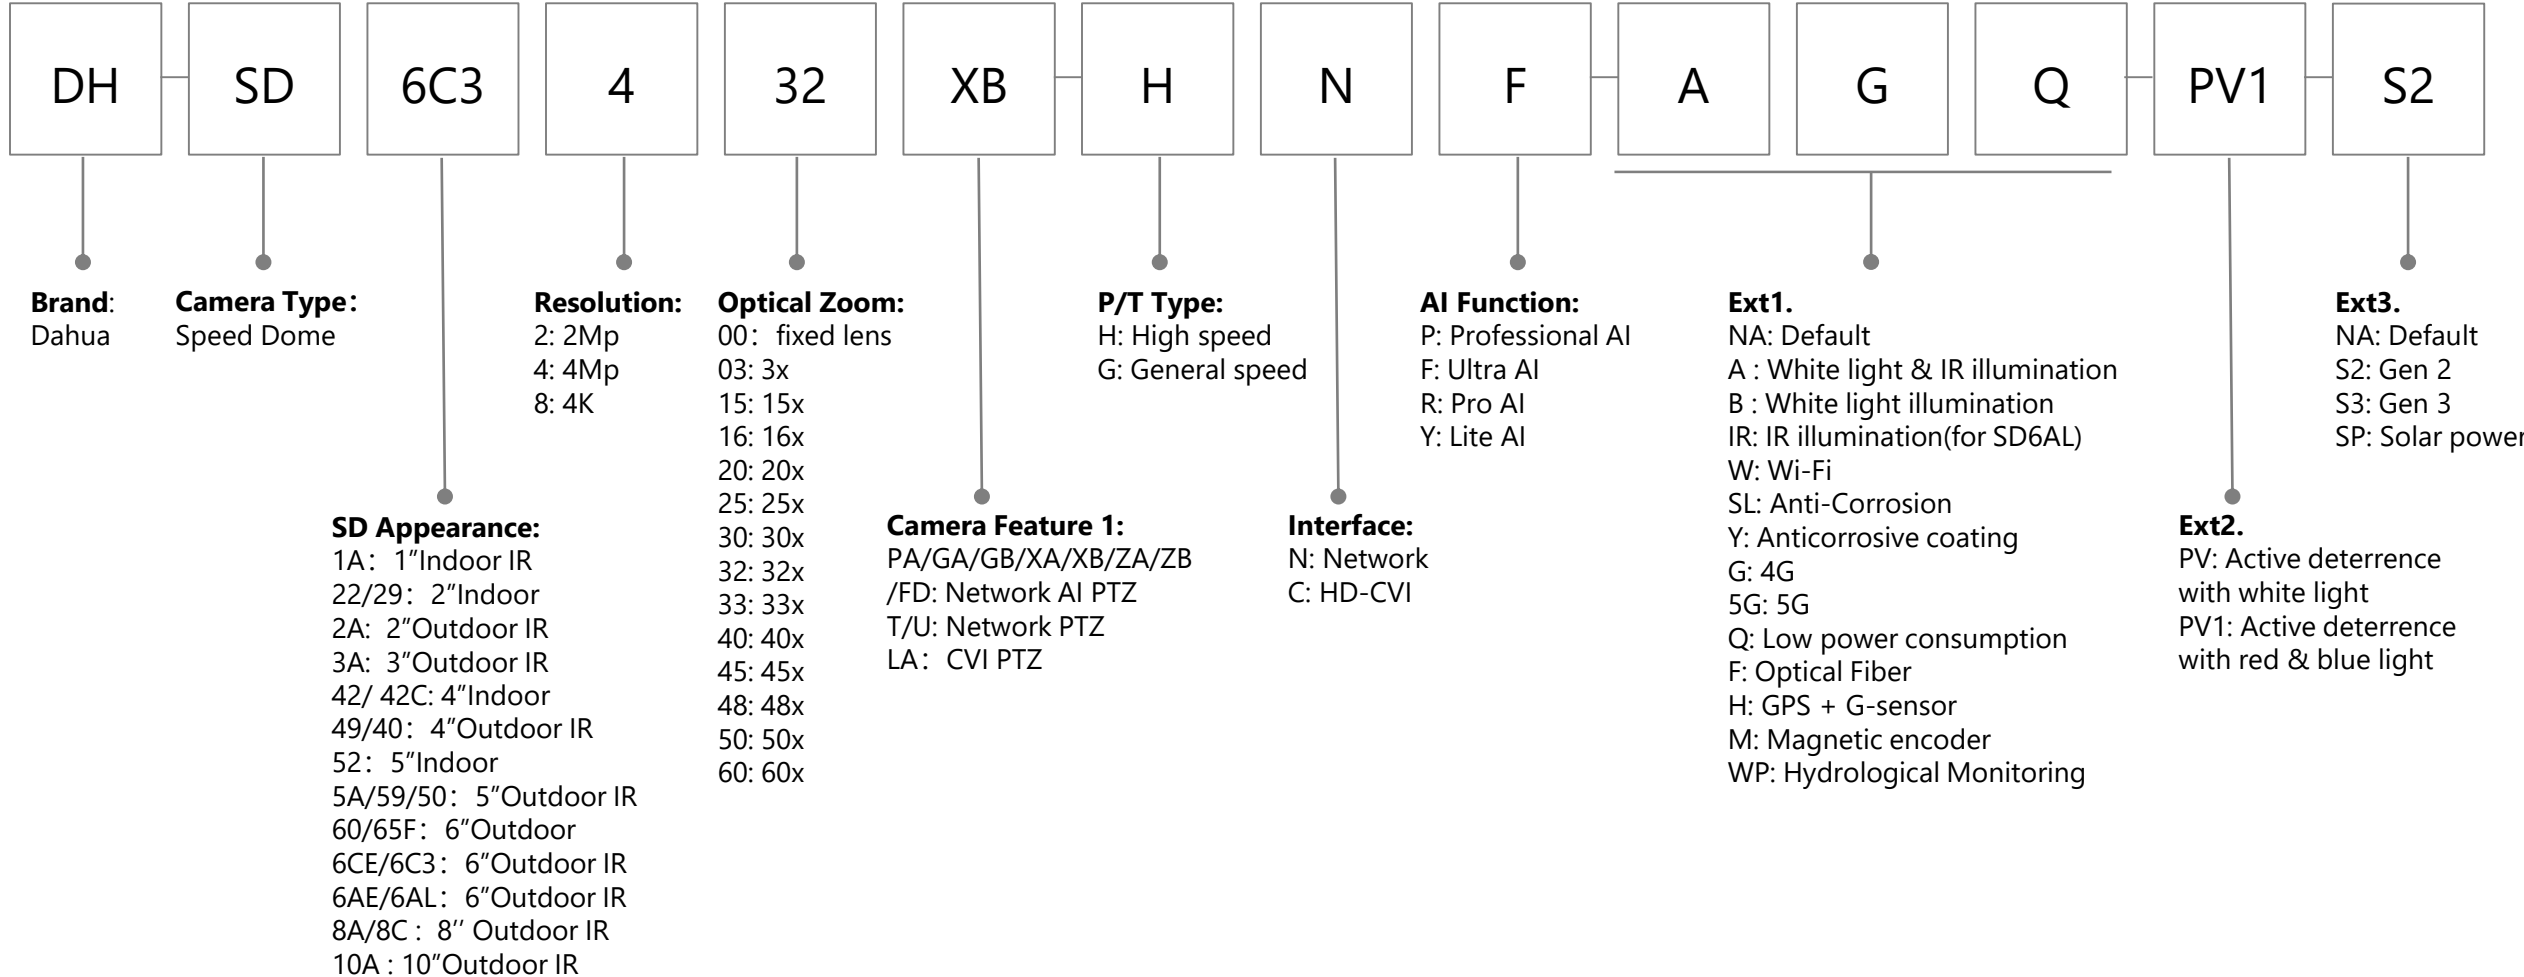 DH SD 6C3 4 32 XB H N F A G Q PV1 S2
Brand:
Dahua
Camera Type：
Speed Dome
SD Appearance:
1A： 1"Indoor IR
22/29： 2"Indoor
2A: 2"Outdoor IR
3A: 3"Outdoor IR
42/ 42C: 4"Indoor
49/40： 4"Outdoor IR
52： 5"Indoor
5A/59/50： 5"Outdoor IR
60/65F： 6"Outdoor
6CE/6C3： 6"Outdoor IR
6AE/6AL： 6"Outdoor IR
8A/8C : 8'' Outdoor IR
10A : 10"Outdoor IR
Resolution:
2: 2Mp
4: 4Mp
8: 4K
Optical Zoom:
00： fixed lens
03: 3x
15: 15x
16: 16x
20: 20x
25: 25x
30: 30x
32: 32x
33: 33x
40: 40x
45: 45x
48: 48x
50: 50x
60: 60x
Camera Feature 1:
PA/GA/GB/XA/XB/ZA/ZB
/FD: Network AI PTZ
T/U: Network PTZ
LA： CVI PTZ
P/T Type:
H: High speed
G: General speed
Interface:
N: Network
C: HD-CVI
AI Function:
P: Professional AI
F: Ultra AI
R: Pro AI
Y: Lite AI
Ext1.
NA: Default
A : White light & IR illumination
B : White light illumination
IR: IR illumination(for SD6AL)
W: Wi-Fi
SL: Anti-Corrosion
Y: Anticorrosive coating
G: 4G
5G: 5G
Q: Low power consumption
F: Optical Fiber
H: GPS + G-sensor
M: Magnetic encoder
WP: Hydrological Monitoring
Ext2.
PV: Active deterrence
with white light
PV1: Active deterrence
with red & blue light
Ext3.
NA: Default
S2: Gen 2
S3: Gen 3
SP: Solar power